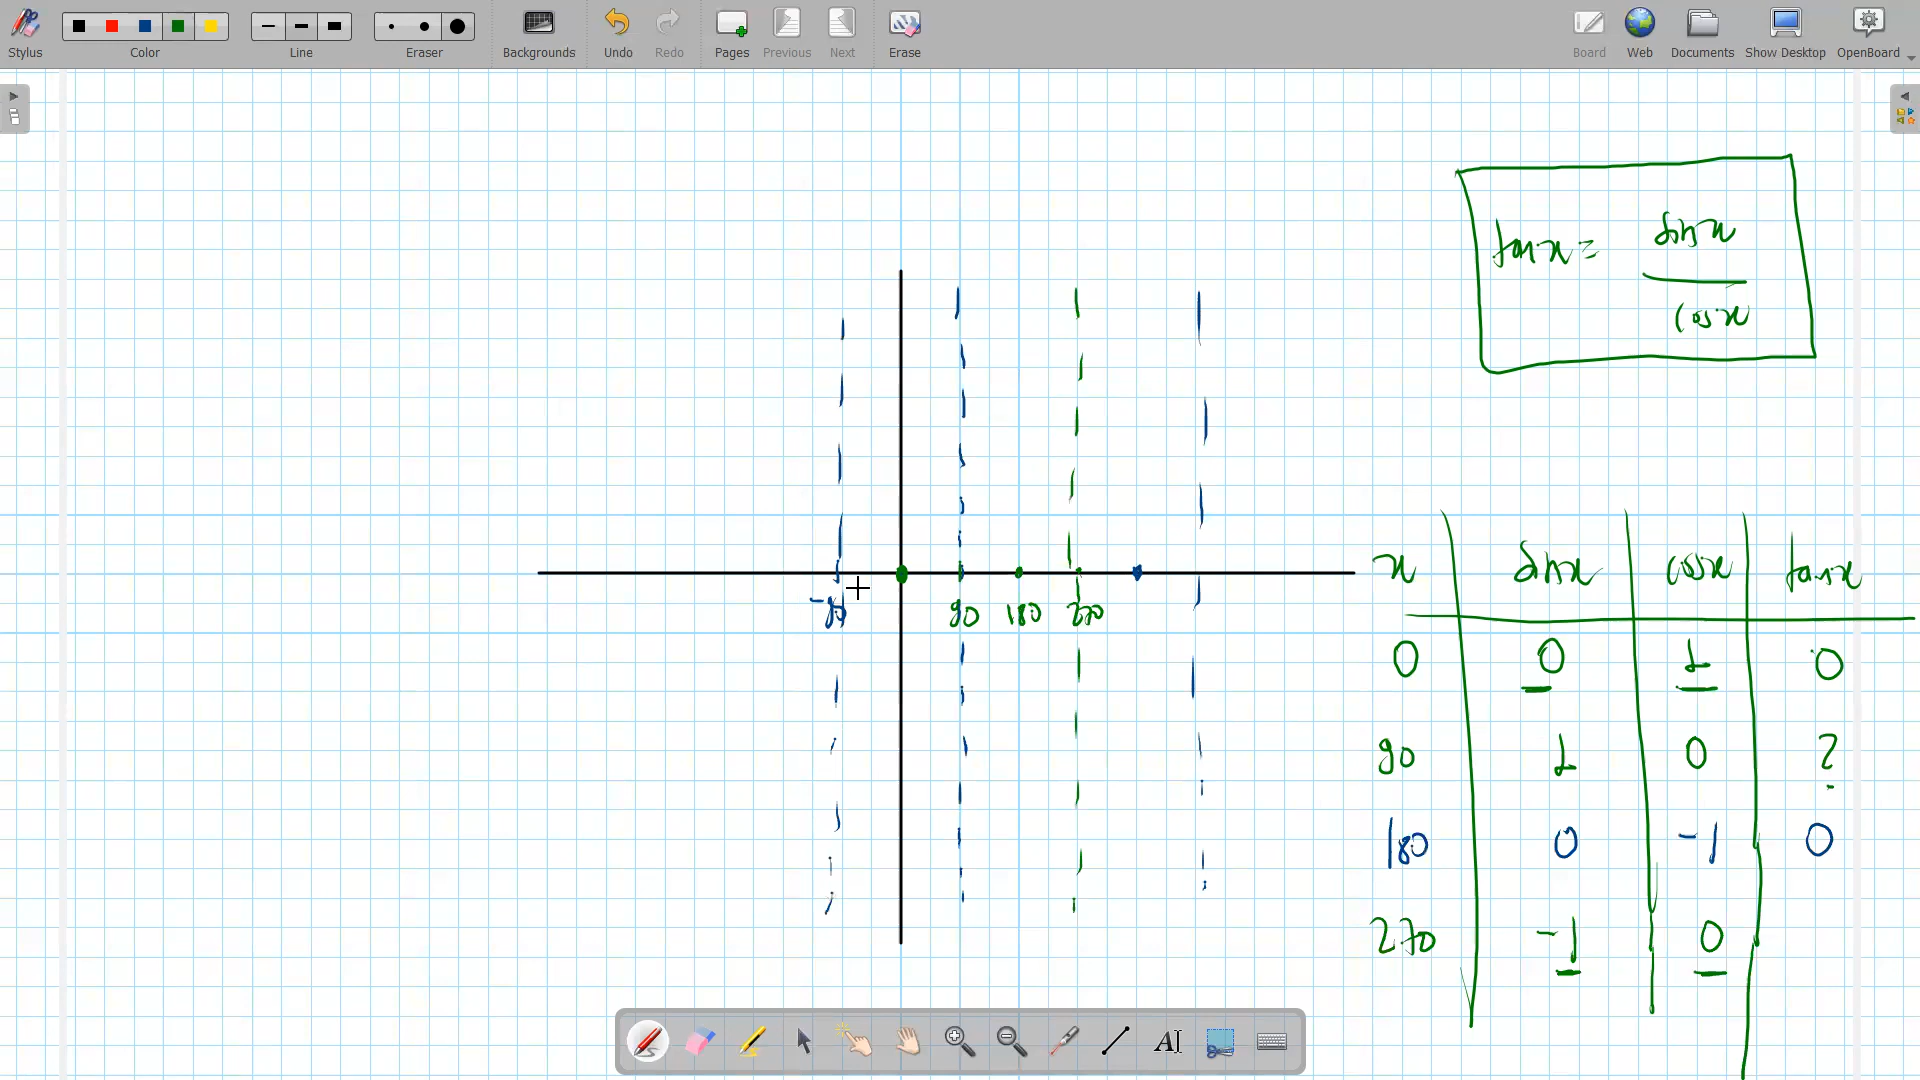 Stylus Color Line Eraser Backgrounds Undo Redo Pages Previous Next Erase Board Web Documents Show Desktop OpenBoard
tanx = sinx
cosx
-90 90 180 270
x sinx cosx tanx
0 0 1 0
90 1 0 ?
180 0 -1 0
270 -1 0